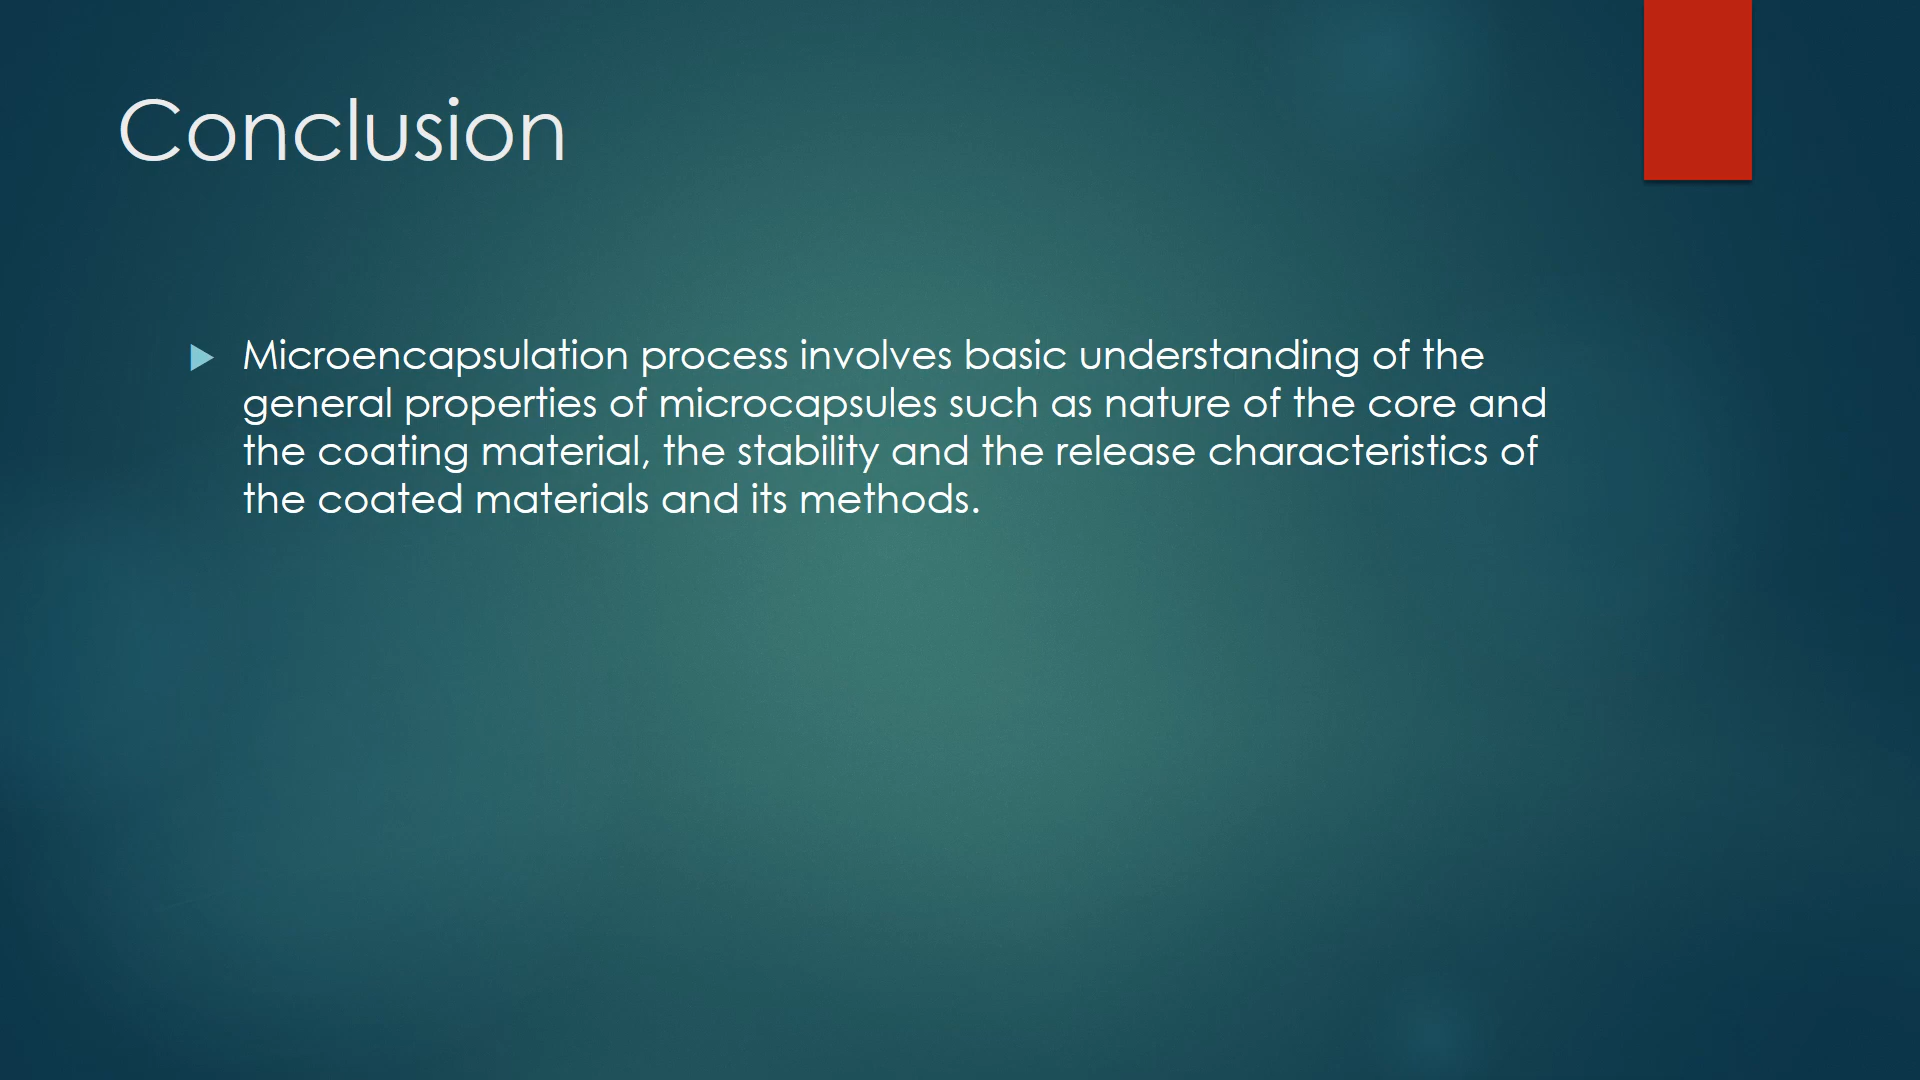 Conclusion
Microencapsulation process involves basic understanding of the
general properties of microcapsules such as nature of the core and
the coating material, the stability and the release characteristics of
the coated materials and its methods.